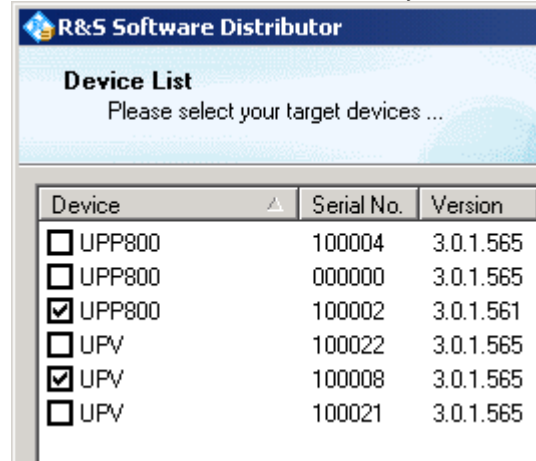 R&S Software Distributor
Device List
Please select your target devices ...
Device Serial No. Version
UPP800 100004 3.0.1.565
UPP800 000000 3.0.1.565
UPP800 100002 3.0.1.561
UPV 100022 3.0.1.565
UPV 100008 3.0.1.565
UPV 100021 3.0.1.565